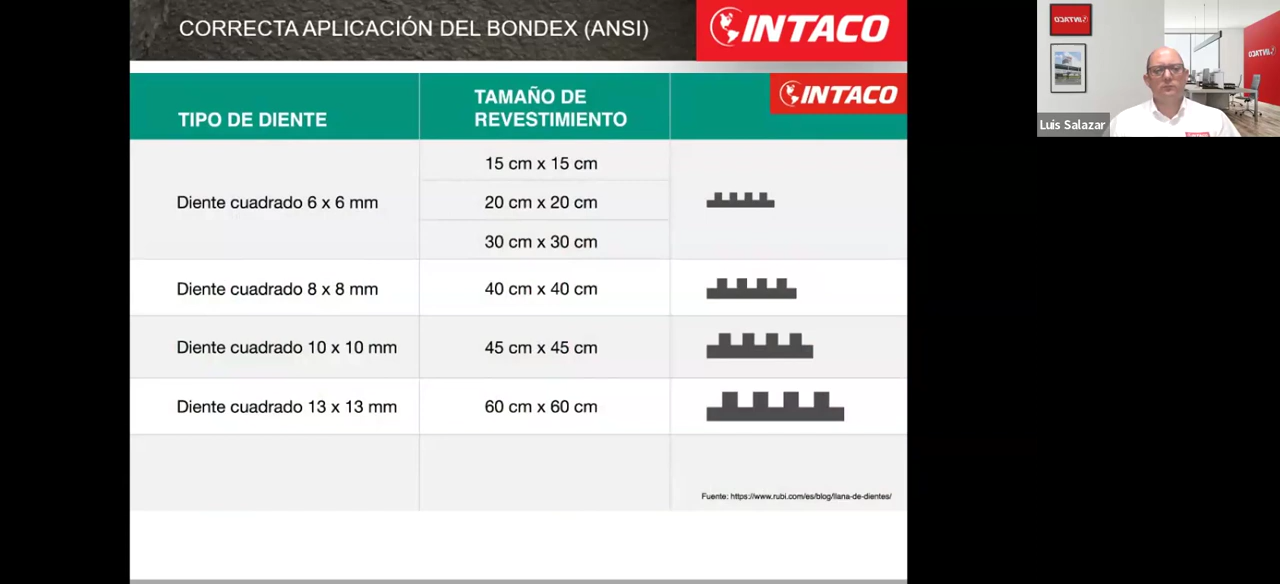 CORRECTA APLICACIÓN DEL BONDEX (ANSI)
INTACO
INTACO
TIPO DE DIENTE
TAMAÑO DE
REVESTIMIENTO
Diente cuadrado 6 x 6 mm
15 cm x 15 cm
20 cm x 20 cm
30 cm x 30 cm
Diente cuadrado 8 x 8 mm
40 cm x 40 cm
Diente cuadrado 10 x 10 mm
45 cm x 45 cm
Diente cuadrado 13 x 13 mm
60 cm x 60 cm
Fuente: https://www.rubi.com/es/blog/llana-de-dientes/
INTACO
INTACO
Luis Salazar